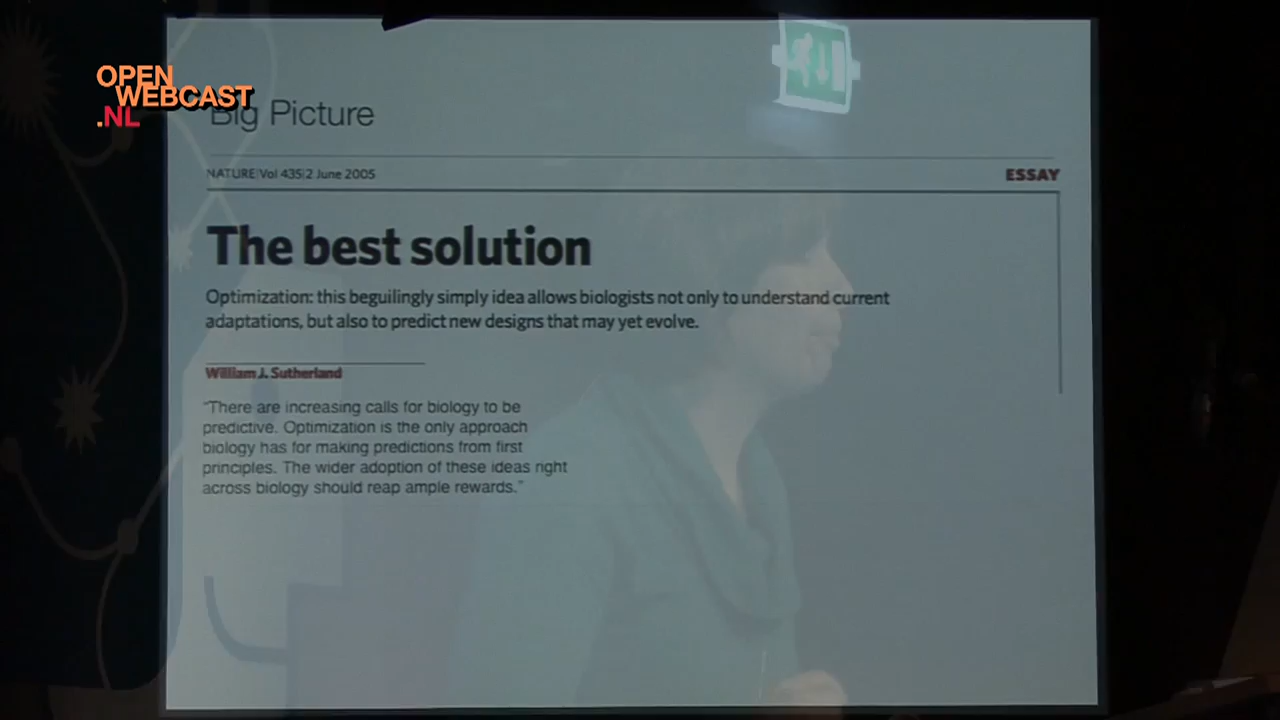 OPEN
WEBCAST
.NL
Big Picture
NATURE|Vol 435|2 June 2005
ESSAY
The best solution
Optimization: this beguilingly simply idea allows biologists not only to understand current
adaptations, but also to predict new designs that may yet evolve.
William J. Sutherland
"There are increasing calls for biology to be
predictive. Optimization is the only approach
biology has for making predictions from first
principles. The wider adoption of these ideas right
across biology should reap ample rewards."